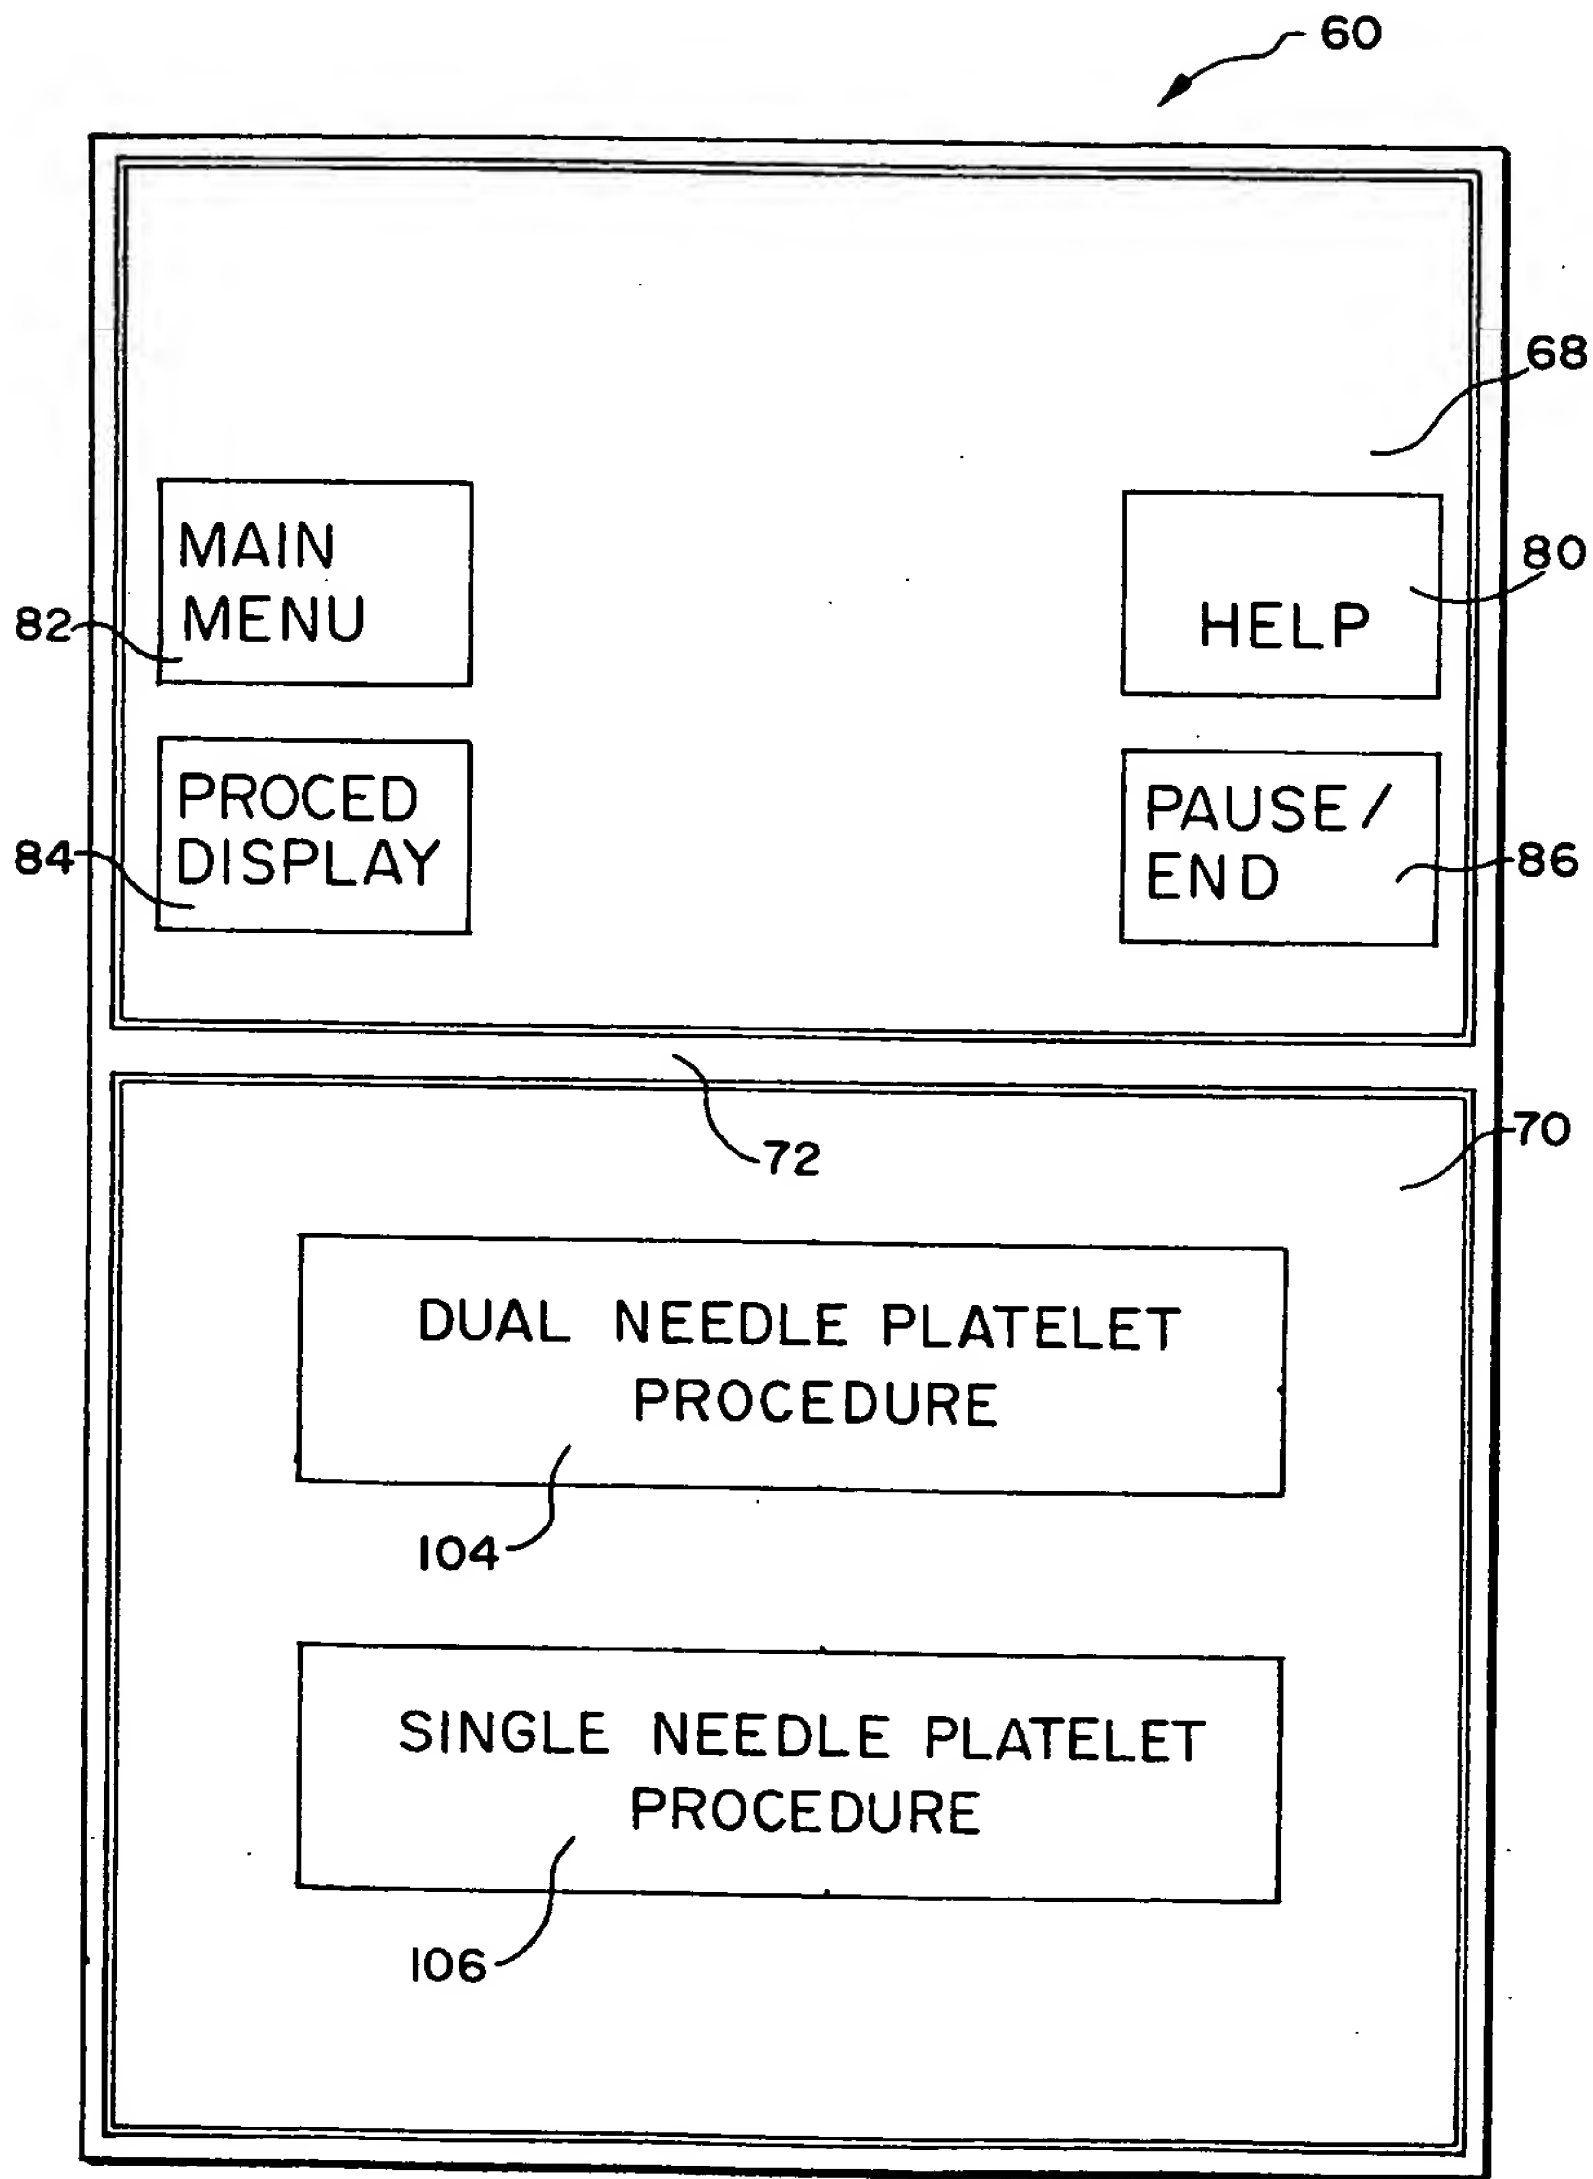 60
68
MAIN
MENU
82
80
HELP
PROCED
DISPLAY
84
PAUSE/
END
86
72
70
DUAL NEEDLE PLATELET
PROCEDURE
104
SINGLE NEEDLE PLATELET
PROCEDURE
106